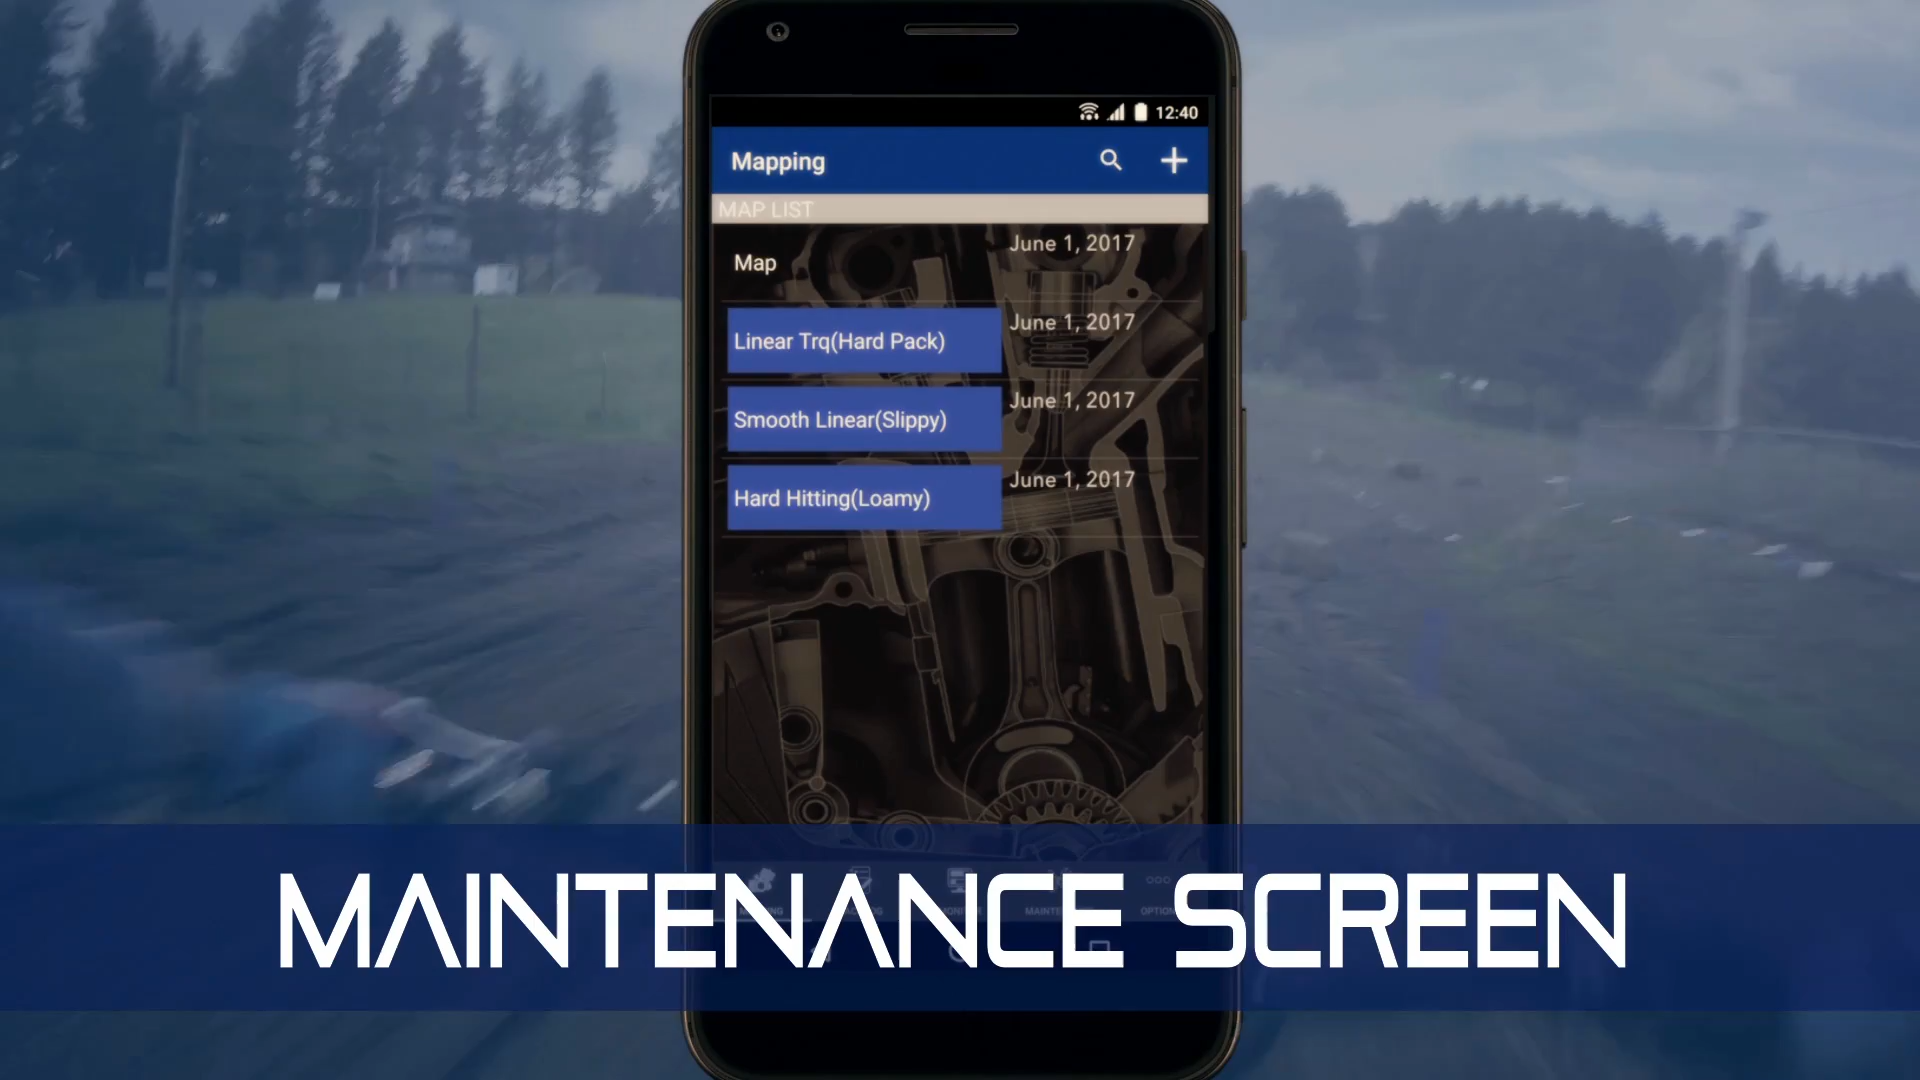 12:40
Mapping
MAP LIST
June 1, 2017
Map
June 1, 2017
Linear Trq(Hard Pack)
June 1, 2017
Smooth Linear(Slippy)
June 1, 2017
Hard Hitting(Loamy)
MAINTENANCE SCREEN